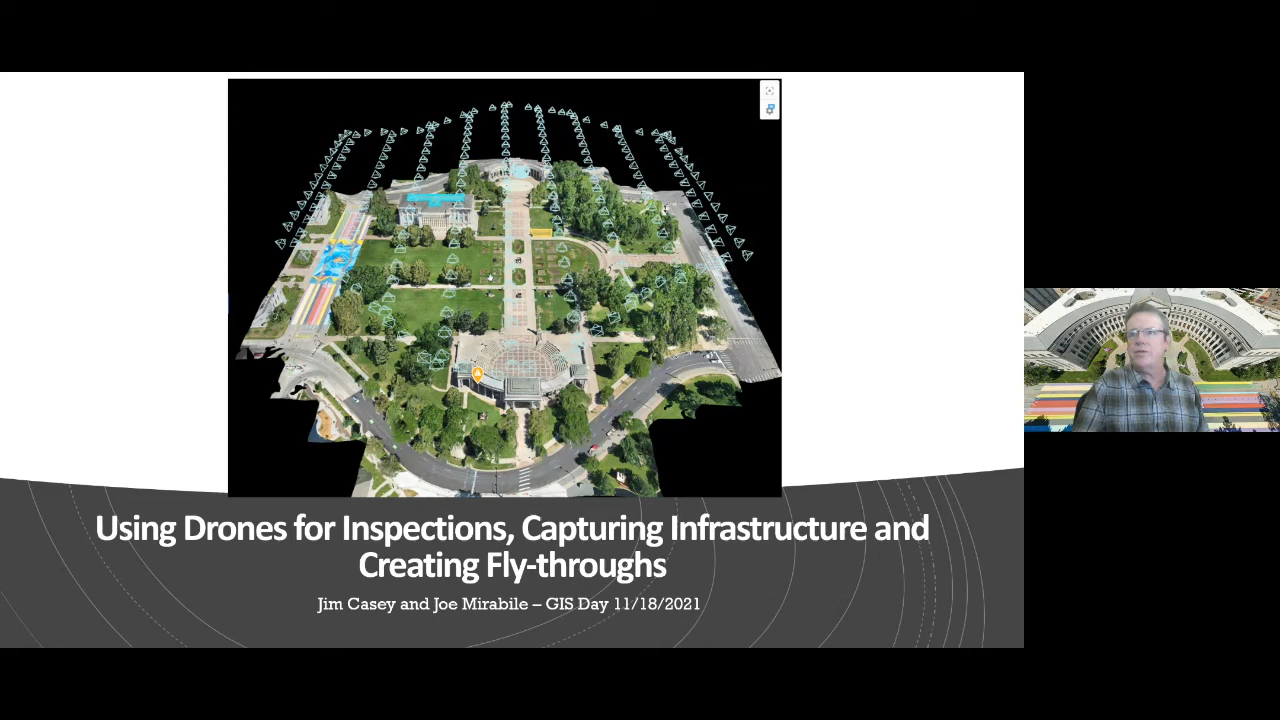 Using Drones for Inspections, Capturing Infrastructure and
Creating Fly-throughs
Jim Casey and Joe Mirabile – GIS Day 11/18/2021